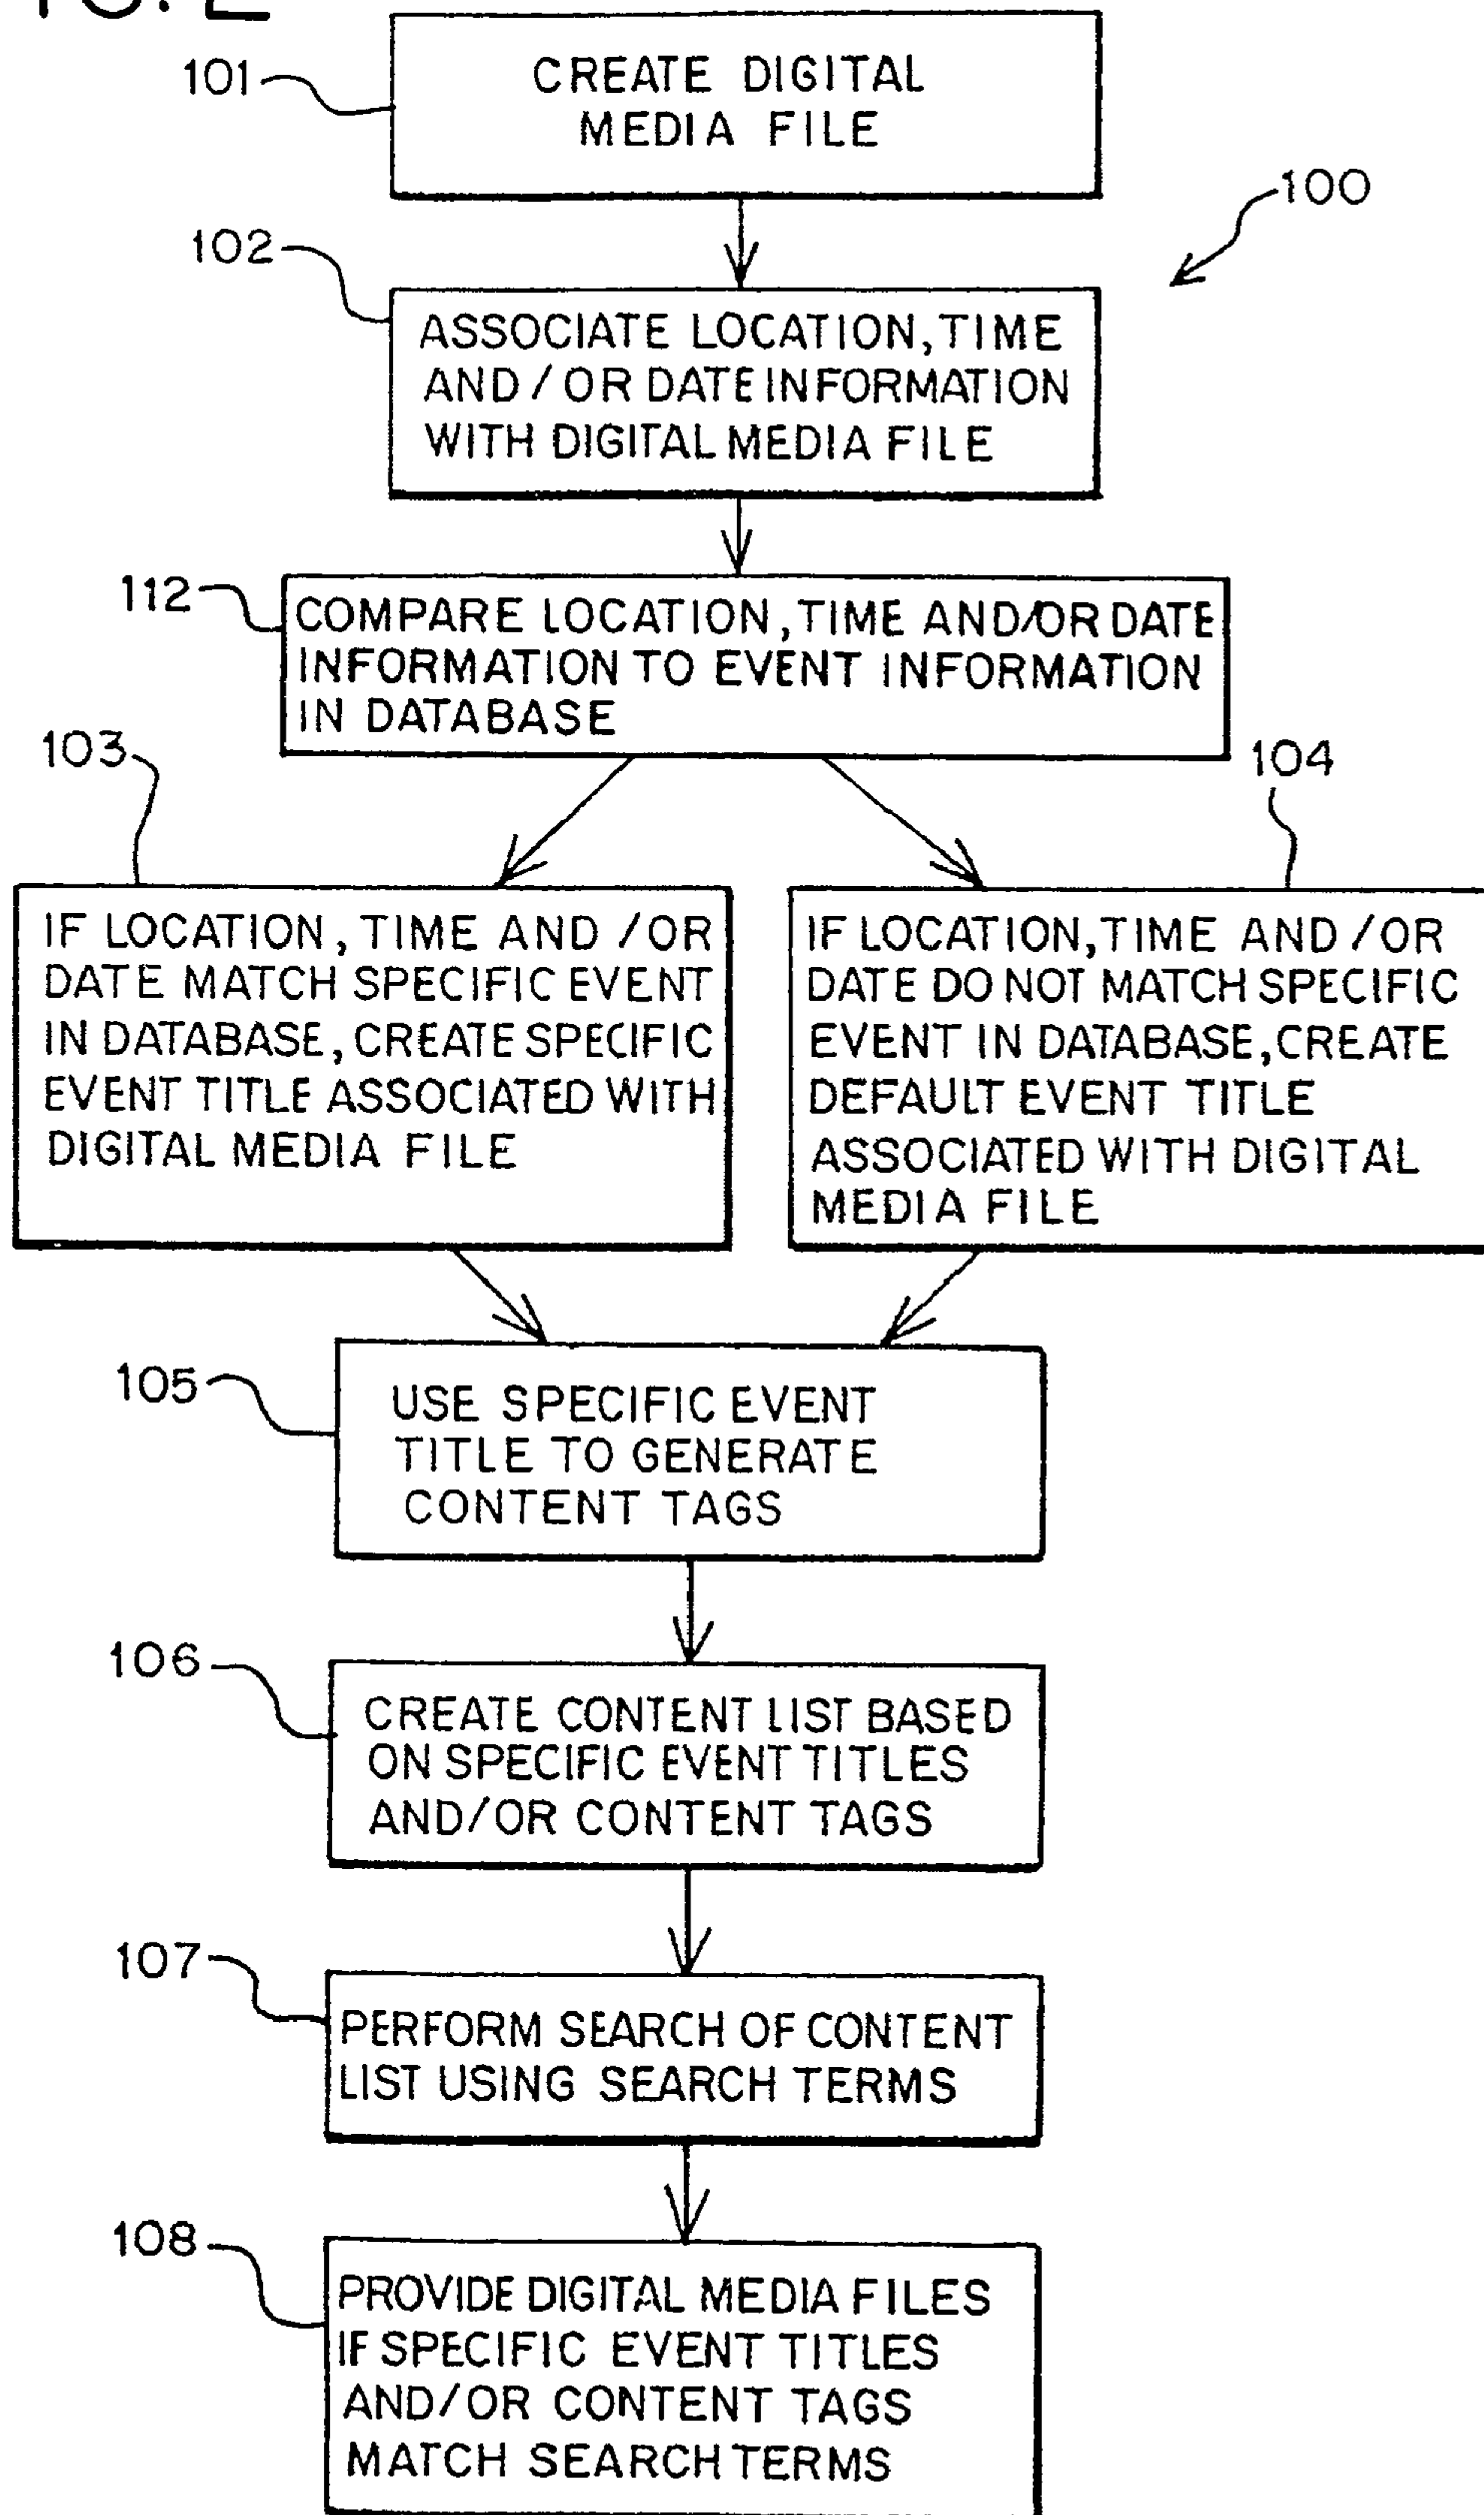 101
CREATE DIGITAL
MEDIA FILE
100
102
ASSOCIATE LOCATION, TIME
AND/OR DATE INFORMATION
WITH DIGITAL MEDIA FILE
112
COMPARE LOCATION, TIME AND/OR DATE
INFORMATION TO EVENT INFORMATION
IN DATABASE
103
IF LOCATION, TIME AND /OR
DATE MATCH SPECIFIC EVENT
IN DATABASE, CREATE SPECIFIC
EVENT TITLE ASSOCIATED WITH
DIGITAL MEDIA FILE
104
IF LOCATION, TIME AND /OR
DATE DO NOT MATCH SPECIFIC
EVENT IN DATABASE, CREATE
DEFAULT EVENT TITLE
ASSOCIATED WITH DIGITAL
MEDIA FILE
105
USE SPECIFIC EVENT
TITLE TO GENERATE
CONTENT TAGS
106
CREATE CONTENT LIST BASED
ON SPECIFIC EVENT TITLES
AND/OR CONTENT TAGS
107
PERFORM SEARCH OF CONTENT
LIST USING SEARCH TERMS
108
PROVIDE DIGITAL MEDIA FILES
IF SPECIFIC EVENT TITLES
AND/OR CONTENT TAGS
MATCH SEARCH TERMS